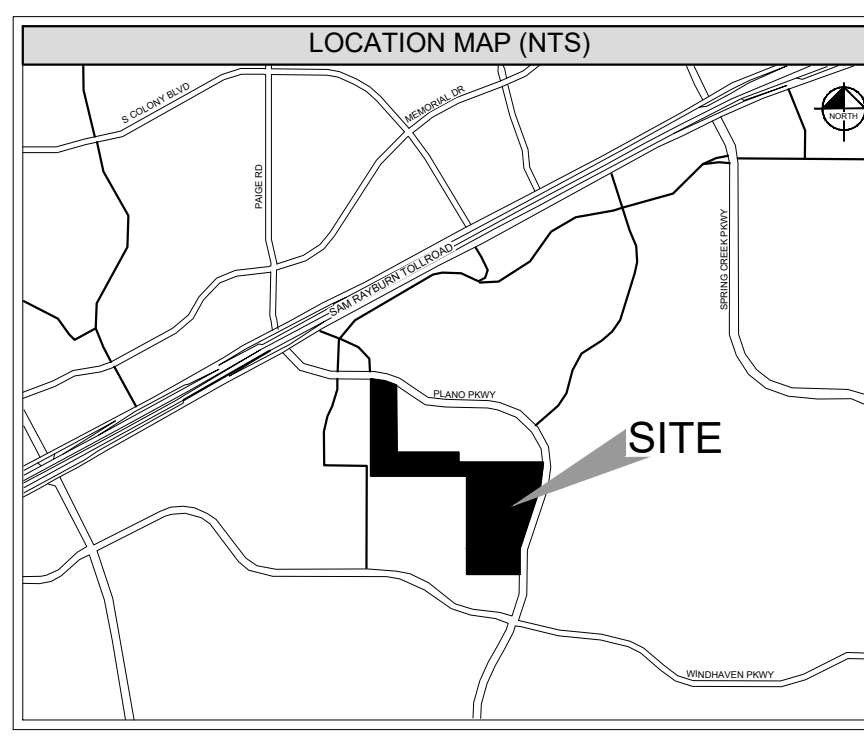 LOCATION MAP (NTS)
S COLONY BLVD
MEMORIAL DR
NORTH
PAIGE RD
SAM RAYBURN TOLLROAD
SPRING CREEK PKWY
PLANO PKWY
SITE
WINDHAVEN PKWY